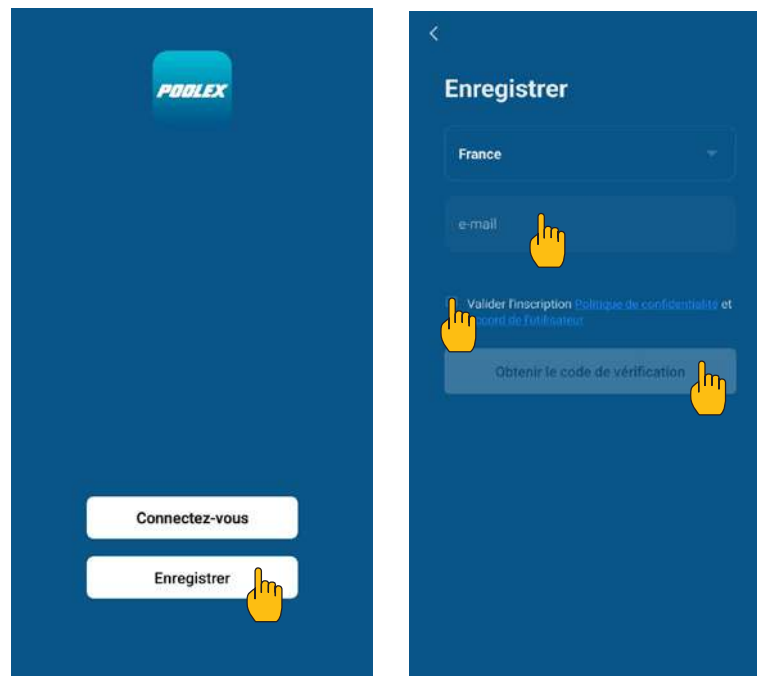 POOLEX
Connectez-vous
Enregistrer
Enregistrer
France
e-mail
Valider l'inscription Politique de confidentialité et
Accord de l'utilisateur
Obtenir le code de vérification